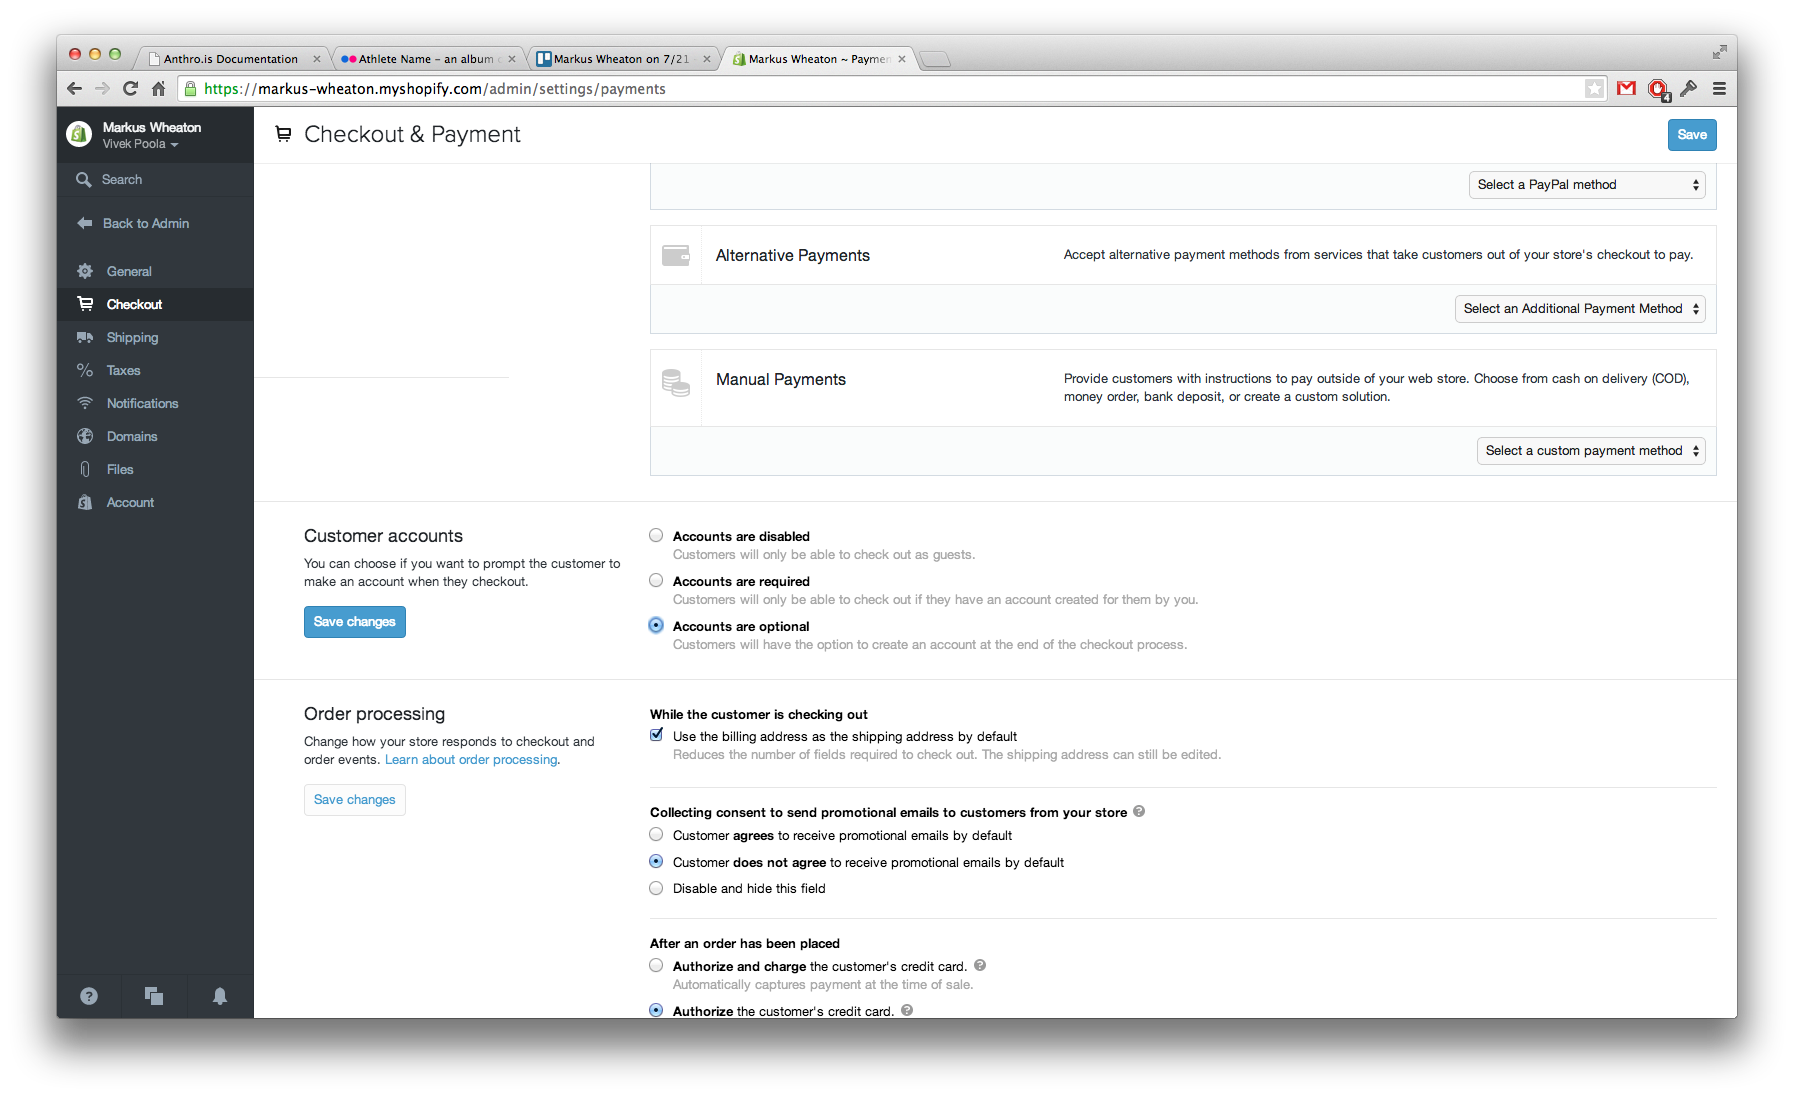 Anthro.is Documentation
Athlete Name – an album
Markus Wheaton on 7/21
Markus Wheaton ~ Paymen
https://markus-wheaton.myshopify.com/admin/settings/payments
4
Markus Wheaton
Vivek Poola
Checkout & Payment
Save
Search
Back to Admin
General
Checkout
Shipping
Taxes
Notifications
Domains
Files
Account
Select a PayPal method
Alternative Payments
Accept alternative payment methods from services that take customers out of your store's checkout to pay.
Select an Additional Payment Method
Manual Payments
Provide customers with instructions to pay outside of your web store. Choose from cash on delivery (COD),
money order, bank deposit, or create a custom solution.
Select a custom payment method
Customer accounts
You can choose if you want to prompt the customer to
make an account when they checkout.
Save changes
Accounts are disabled
Customers will only be able to check out as guests.
Accounts are required
Customers will only be able to check out if they have an account created for them by you.
Accounts are optional
Customers will have the option to create an account at the end of the checkout process.
Order processing
Change how your store responds to checkout and
order events. Learn about order processing.
Save changes
While the customer is checking out
Use the billing address as the shipping address by default
Reduces the number of fields required to check out. The shipping address can still be edited.
Collecting consent to send promotional emails to customers from your store ?
Customer agrees to receive promotional emails by default
Customer does not agree to receive promotional emails by default
Disable and hide this field
After an order has been placed
Authorize and charge the customer's credit card. ?
Automatically captures payment at the time of sale.
Authorize the customer's credit card. ?